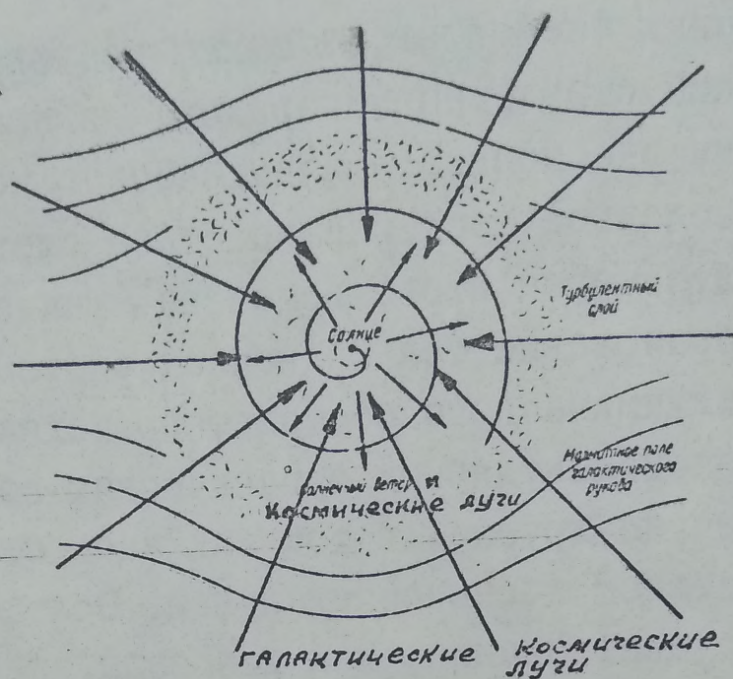 Солнце
Турбулентный
слой
Магнитное поле
галактического
рукава
Солнечный ветер и
Космические лучи
ГАЛАКТИЧЕСКИЕ КОСМИЧЕСКИЕ
ЛУЧИ